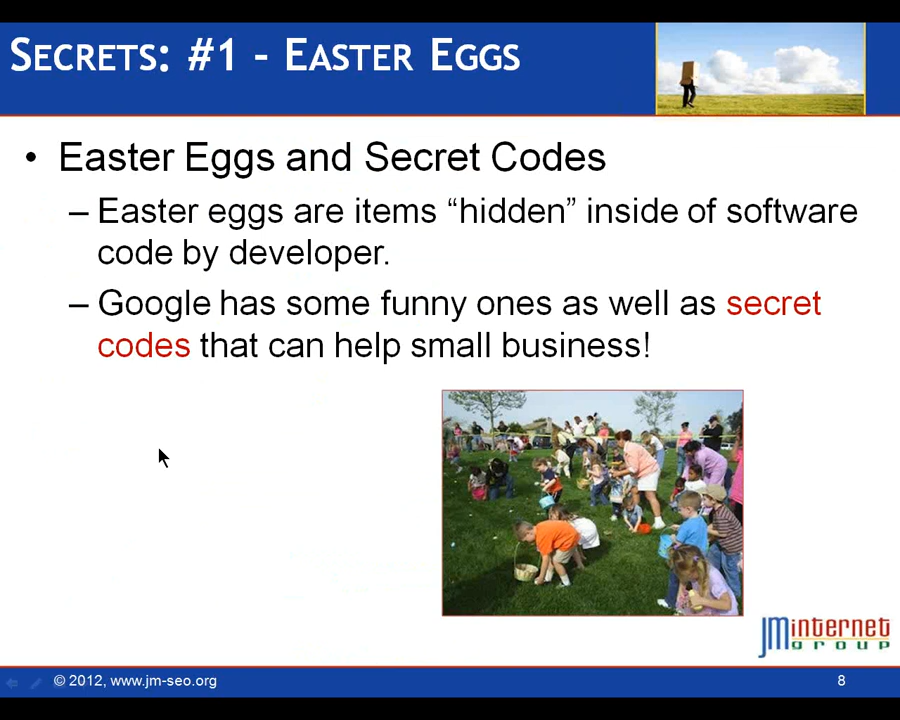 SECRETS: #1 - EASTER EGGS
• Easter Eggs and Secret Codes
– Easter eggs are items “hidden” inside of software
code by developer.
– Google has some funny ones as well as secret
codes that can help small business!
JMinternet
group
© 2012, www.jm-seo.org
8